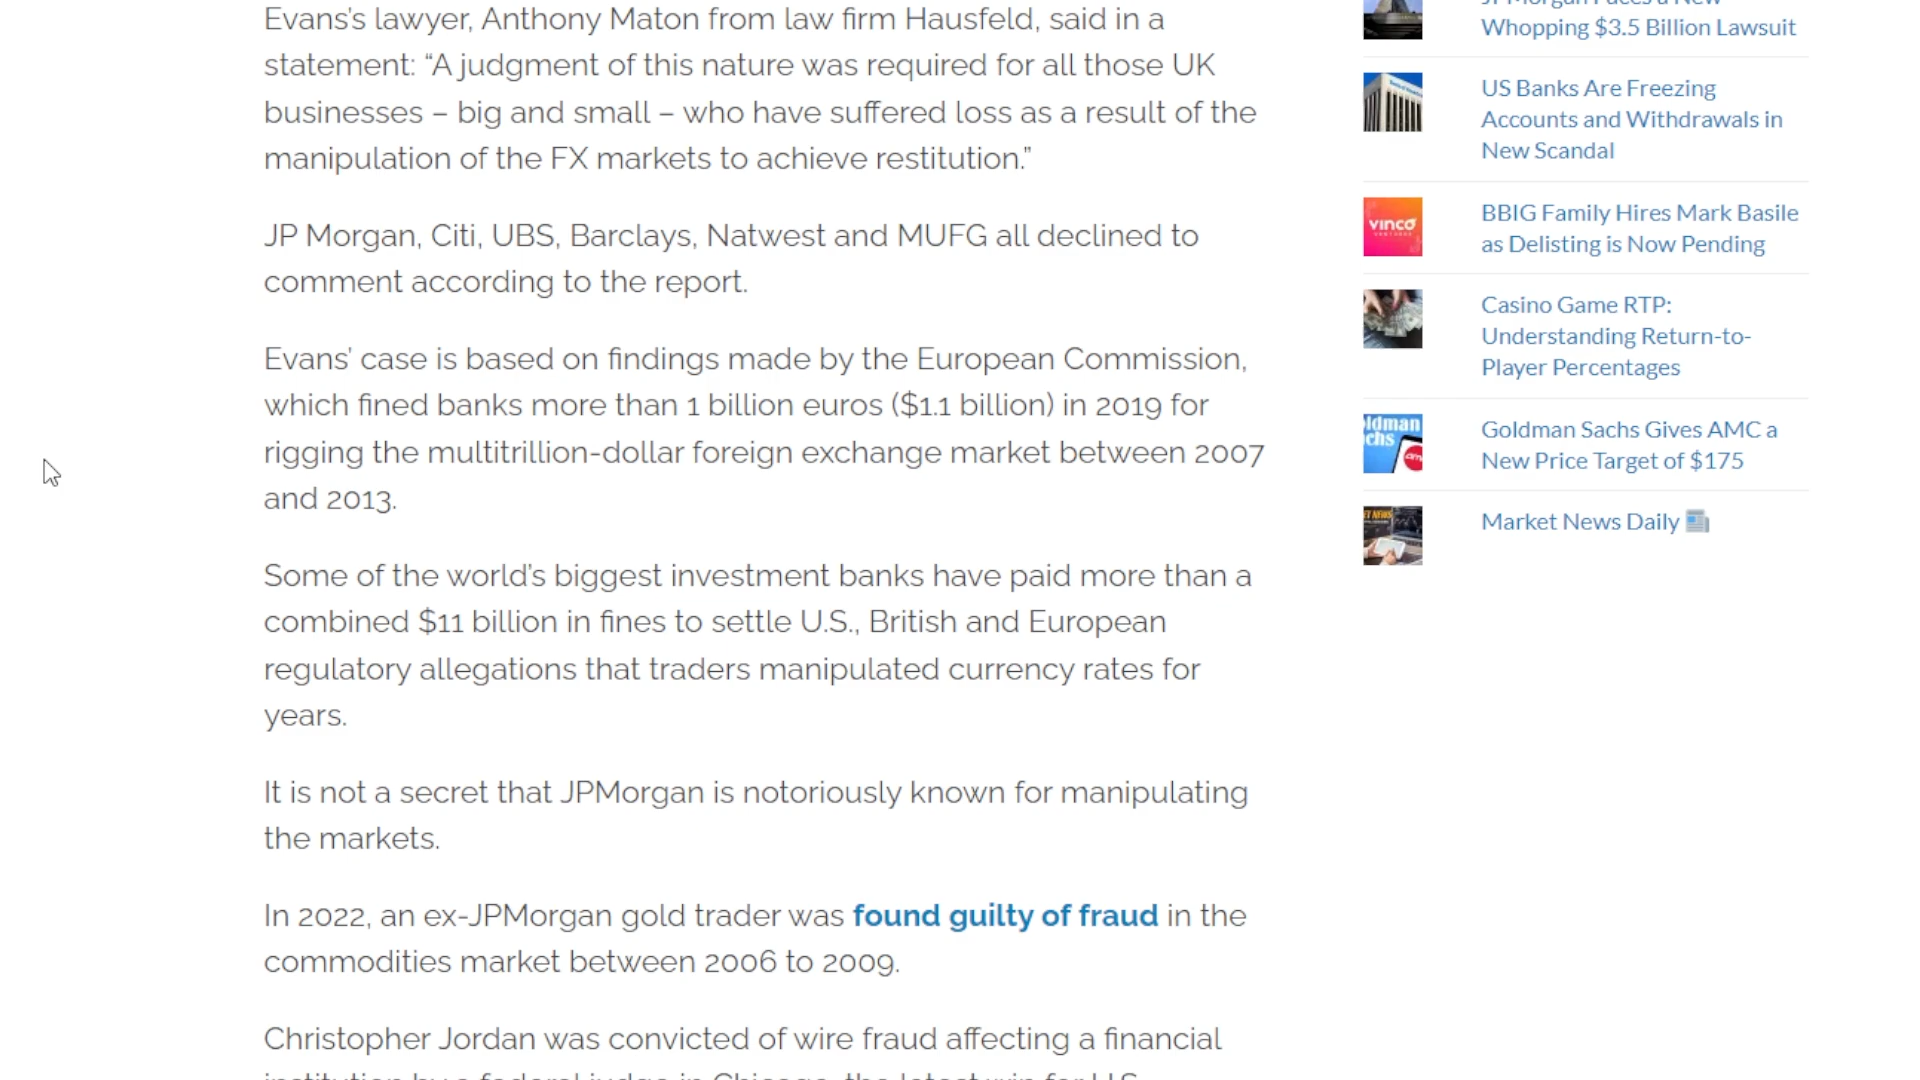 Evans’s lawyer, Anthony Maton from law firm Hausfeld, said in a
statement: “A judgment of this nature was required for all those UK
businesses – big and small – who have suffered loss as a result of the
manipulation of the FX markets to achieve restitution.”
JP Morgan, Citi, UBS, Barclays, Natwest and MUFG all declined to
comment according to the report.
Evans’ case is based on findings made by the European Commission,
which fined banks more than 1 billion euros ($1.1 billion) in 2019 for
rigging the multitrillion-dollar foreign exchange market between 2007
and 2013.
Some of the world’s biggest investment banks have paid more than a
combined $11 billion in fines to settle U.S., British and European
regulatory allegations that traders manipulated currency rates for
years.
It is not a secret that JPMorgan is notoriously known for manipulating
the markets.
In 2022, an ex-JPMorgan gold trader was found guilty of fraud in the
commodities market between 2006 to 2009.
Christopher Jordan was convicted of wire fraud affecting a financial
institution by a federal judge in Chicago, the latest win for U.S.
JPMorgan Faces a New
Whopping $3.5 Billion Lawsuit
US Banks Are Freezing
Accounts and Withdrawals in
New Scandal
vinco
BBIG Family Hires Mark Basile
as Delisting is Now Pending
Casino Game RTP:
Understanding Return-to-
Player Percentages
ldman
chs
Goldman Sachs Gives AMC a
New Price Target of $175
ET NEWS
Market News Daily